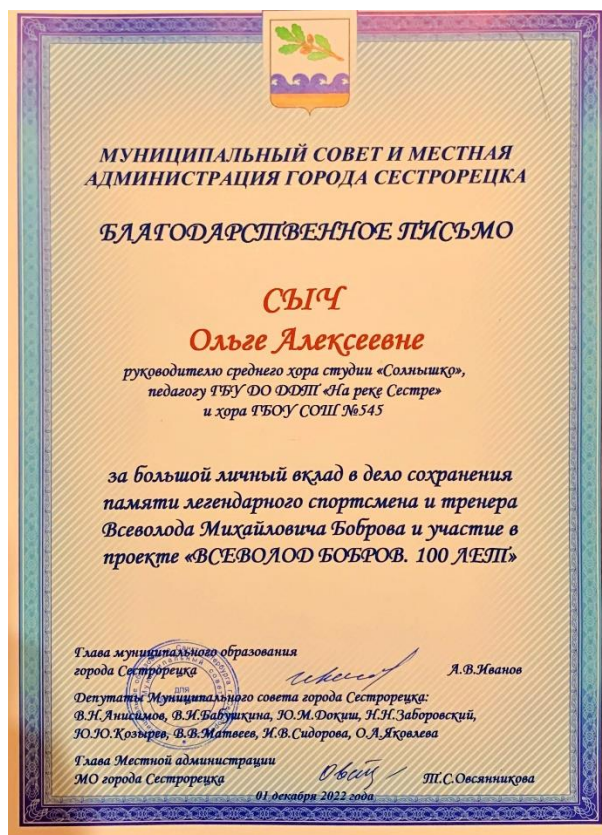 МУНИЦИПАЛЬНЫЙ СОВЕТ И МЕСТНАЯ
АДМИНИСТРАЦИЯ ГОРОДА СЕСТРОРЕЦКА
БЛАГОДАРСТВЕННОЕ ПИСЬМО
СЫЧ
Ольге Алексеевне
руководителю среднего хора студии «Солнышко»,
педагогу ГБУ ДО ДДТ «На реке Сестре»
и хора ГБОУ СОШ №545
за большой личный вклад в дело сохранения
памяти легендарного спортсмена и тренера
Всеволода Михайловича Боброва и участие в
проекте «ВСЕВОЛОД БОБРОВ. 100 ЛЕТ»
Глава муниципального образования
города Сестрорецка А.В.Иванов
Депутаты Муниципального совета города Сестрорецка:
В.Н.Анисимов, В.И.Бабушкина, Ю.М.Докиш, Н.Н.Заборовский,
Ю.Ю.Козырев, В.В.Матвеев, И.В.Сидорова, О.А.Яковлева
Глава Местной администрации
МО города Сестрорецка Т.С.Овсянникова
01 декабря 2022 года